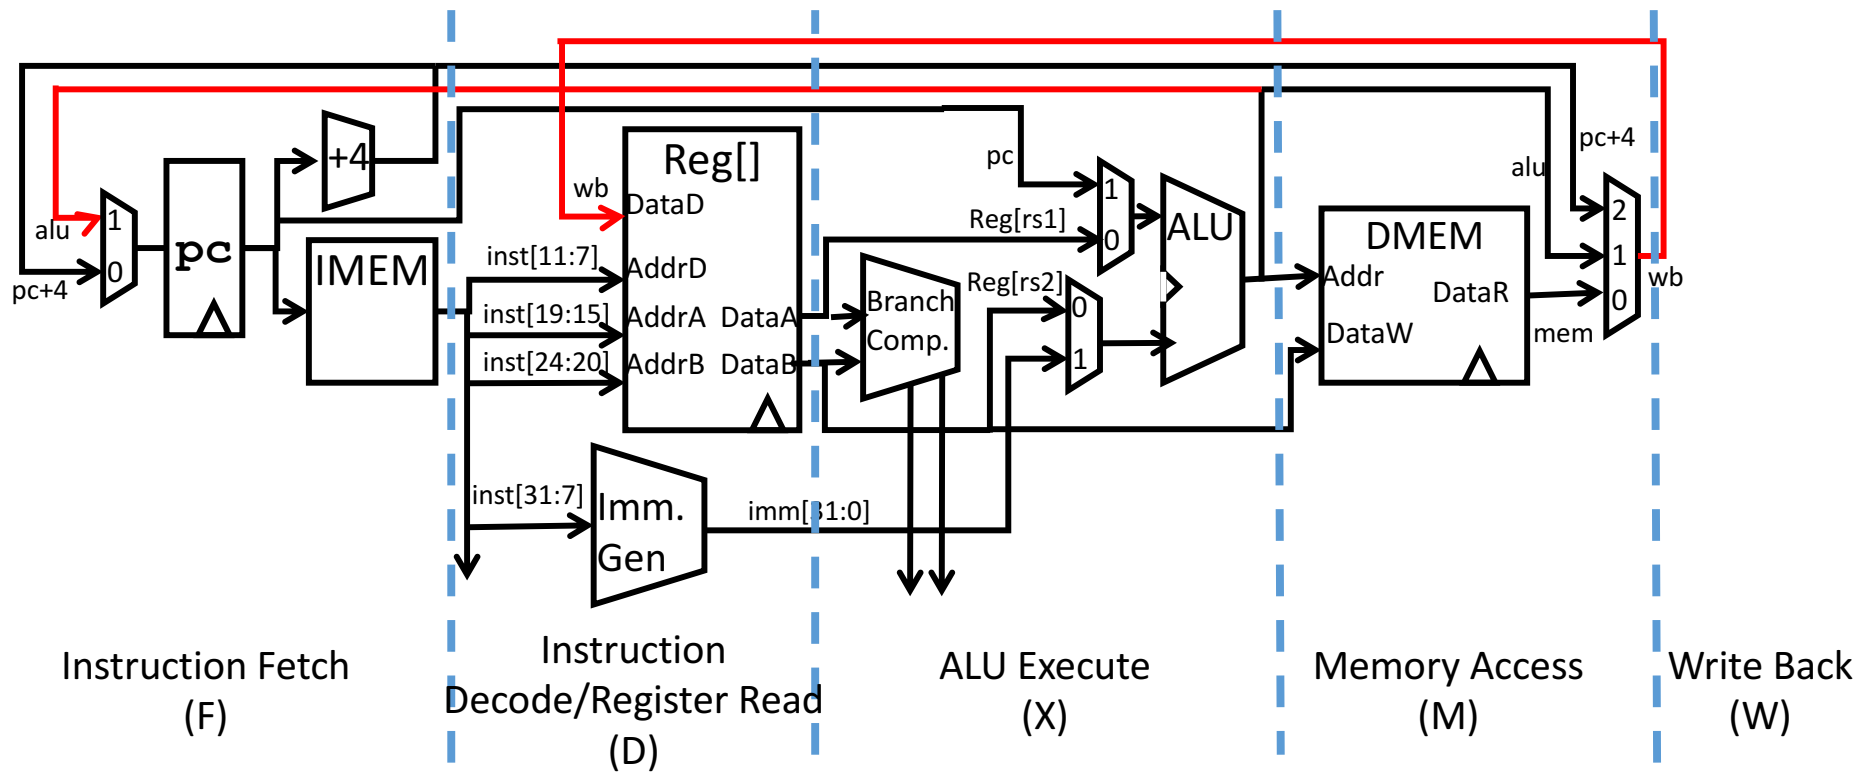 alu
pc+4
1
0
pc
+4
IMEM
wb
Reg[]
DataD
inst[11:7]
AddrD
inst[19:15]
AddrA DataA
inst[24:20]
AddrB DataB
inst[31:7]
Imm.
Gen
imm[31:0]
Branch
Comp.
pc
Reg[rs1]
1
0
Reg[rs2]
0
1
ALU
DMEM
Addr
DataR
DataW
alu
pc+4
mem
2
1
0
wb
Instruction Fetch
(F)
Instruction
Decode/Register Read
(D)
ALU Execute
(X)
Memory Access
(M)
Write Back
(W)